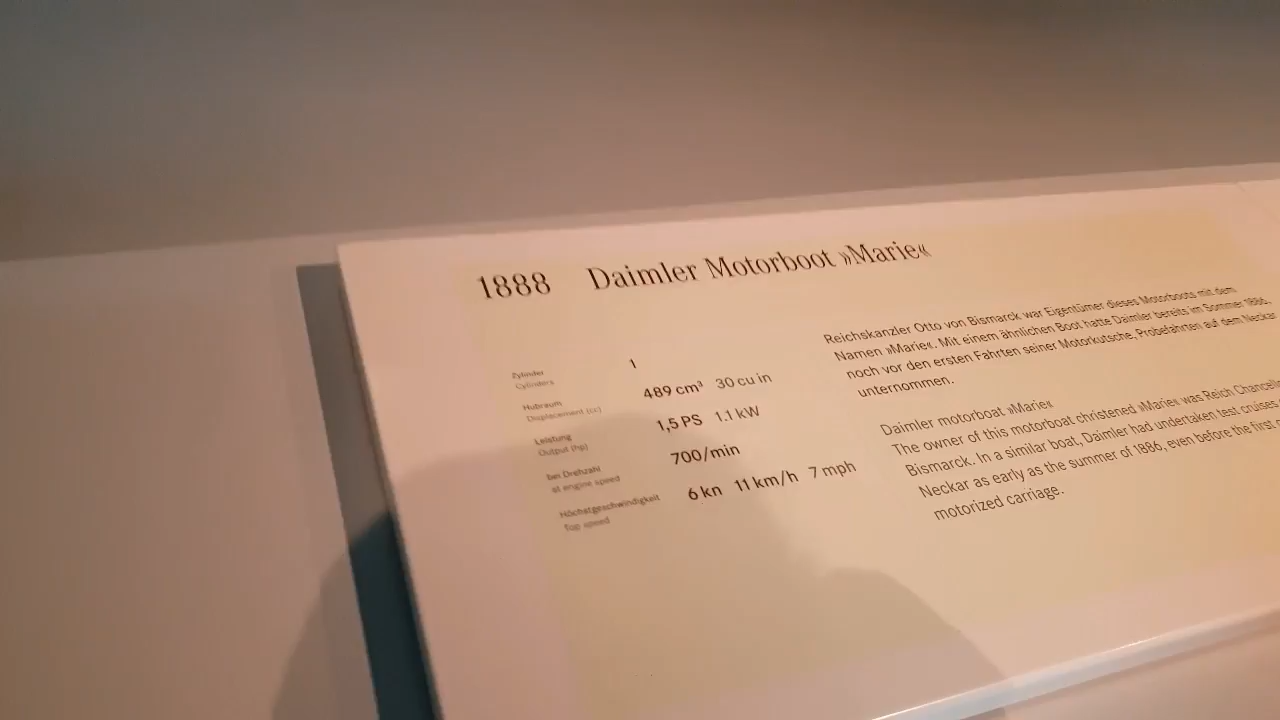 1888 Daimler Motorboot »Marie«
Zylinder 1
Cylinders
Hubraum 489 cm³ 30 cu in
Displacement (cc)
Leistung 1,5 PS 1.1 kW
Output (hp)
bei Drehzahl 700/min
at engine speed
Höchstgeschwindigkeit 6 kn 11 km/h 7 mph
Top speed
Reichskanzler Otto von Bismarck war Eigentümer dieses Motorboots mit dem
Namen »Marie«. Mit einem ähnlichen Boot hatte Daimler bereits im Sommer 1886,
noch vor den ersten Fahrten seiner Motorkutsche, Probefahrten auf dem Neckar
unternommen.
Daimler motorboat »Marie«
The owner of this motorboat christened »Marie« was Reich
Bismarck. In a similar boat, Daimler had undertaken test cruises
Neckar as early as the summer of 1886, even before the first
motorized carriage.